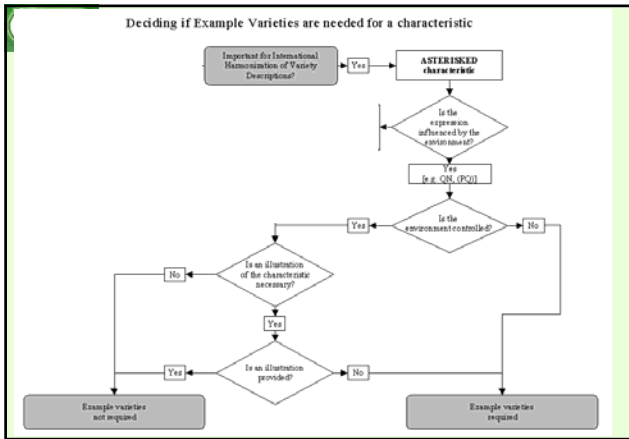 Deciding if Example Varieties are needed for a characteristic
Important for International
Harmonization of Variety
Descriptions?
Yes
ASTERISKED
characteristic
Is the
expression
influenced by the
environment?
Yes
[e.g. QN, (PQ)]
Is the
environment controlled?
Yes
No
Is an illustration
of the characteristic
necessary?
No
Yes
Is an illustration
provided?
Yes
No
Example varieties
not required
Example varieties
required